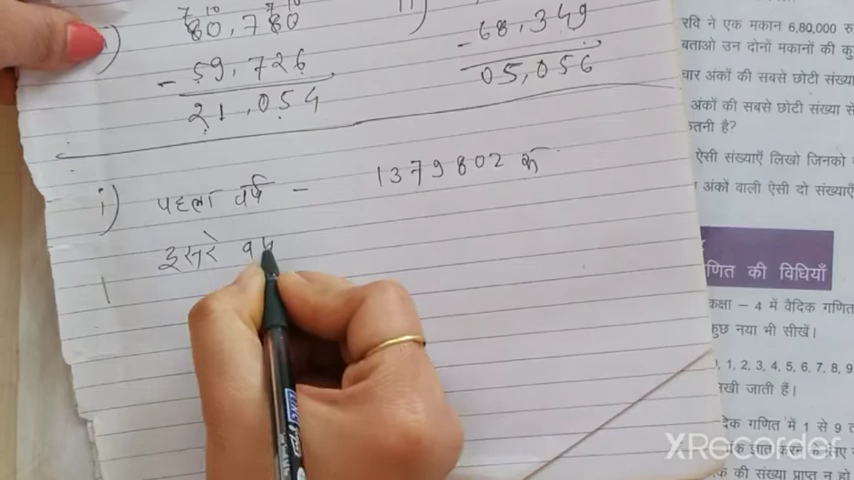 80,780
- 59,726
21,054
- 68,349
05,056
i) पहला वर्ष - 1379802 रू
दुसरे
रवि ने एक मकान 6,80,000 रु
बताओ उन दोनों मकानों की कु
चार अंकों की सबसे छोटी संख्या
अंकों की सबसे छोटी संख्या से
तनी है?
ऐसी संख्याएँ लिखो जिनको
अंकों वाली ऐसी दो संख्याएँ
गणित की विधियाँ
कक्षा – 4 में वैदिक गणित
कुछ नया भी सीखें।
, 1, 2, 3, 4, 5, 6, 7, 8, 9
खी जाती हैं।
दिक गणित में 1 से 9 त
की संख्या प्राप्त न हो
XRecorder